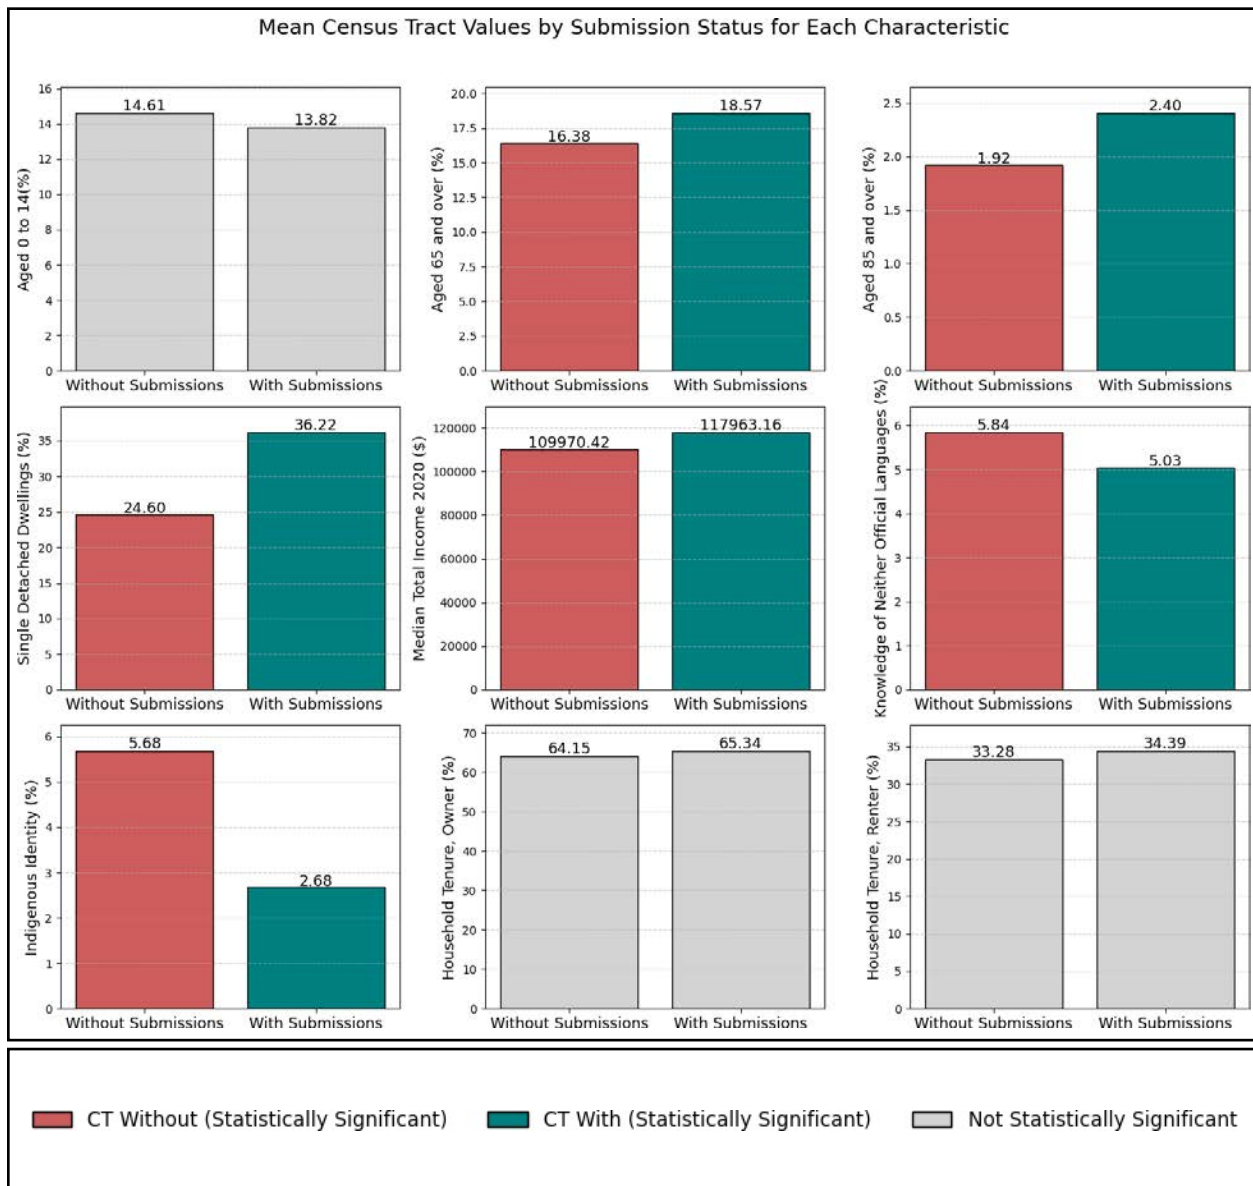 Mean Census Tract Values by Submission Status for Each Characteristic
Aged 0 to 14(%)
16
14
12
10
8
6
4
2
0
14.61
13.82
Without Submissions
With Submissions
Aged 65 and over (%)
20.0
17.5
15.0
12.5
10.0
7.5
5.0
2.5
0.0
16.38
18.57
Without Submissions
With Submissions
Aged 85 and over (%)
2.5
2.0
1.5
1.0
0.5
0.0
1.92
2.40
Without Submissions
With Submissions
Single Detached Dwellings (%)
35
30
25
20
15
10
5
0
24.60
36.22
Without Submissions
With Submissions
Median Total Income 2020 ($)
120000
100000
80000
60000
40000
20000
0
109970.42
117963.16
Without Submissions
With Submissions
Knowledge of Neither Official Languages (%)
6
5
4
3
2
1
0
5.84
5.03
Without Submissions
With Submissions
Indigenous Identity (%)
6
5
4
3
2
1
0
5.68
2.68
Without Submissions
With Submissions
Household Tenure, Owner (%)
70
60
50
40
30
20
10
0
64.15
65.34
Without Submissions
With Submissions
Household Tenure, Renter (%)
35
30
25
20
15
10
5
0
33.28
34.39
Without Submissions
With Submissions
CT Without (Statistically Significant)
CT With (Statistically Significant)
Not Statistically Significant